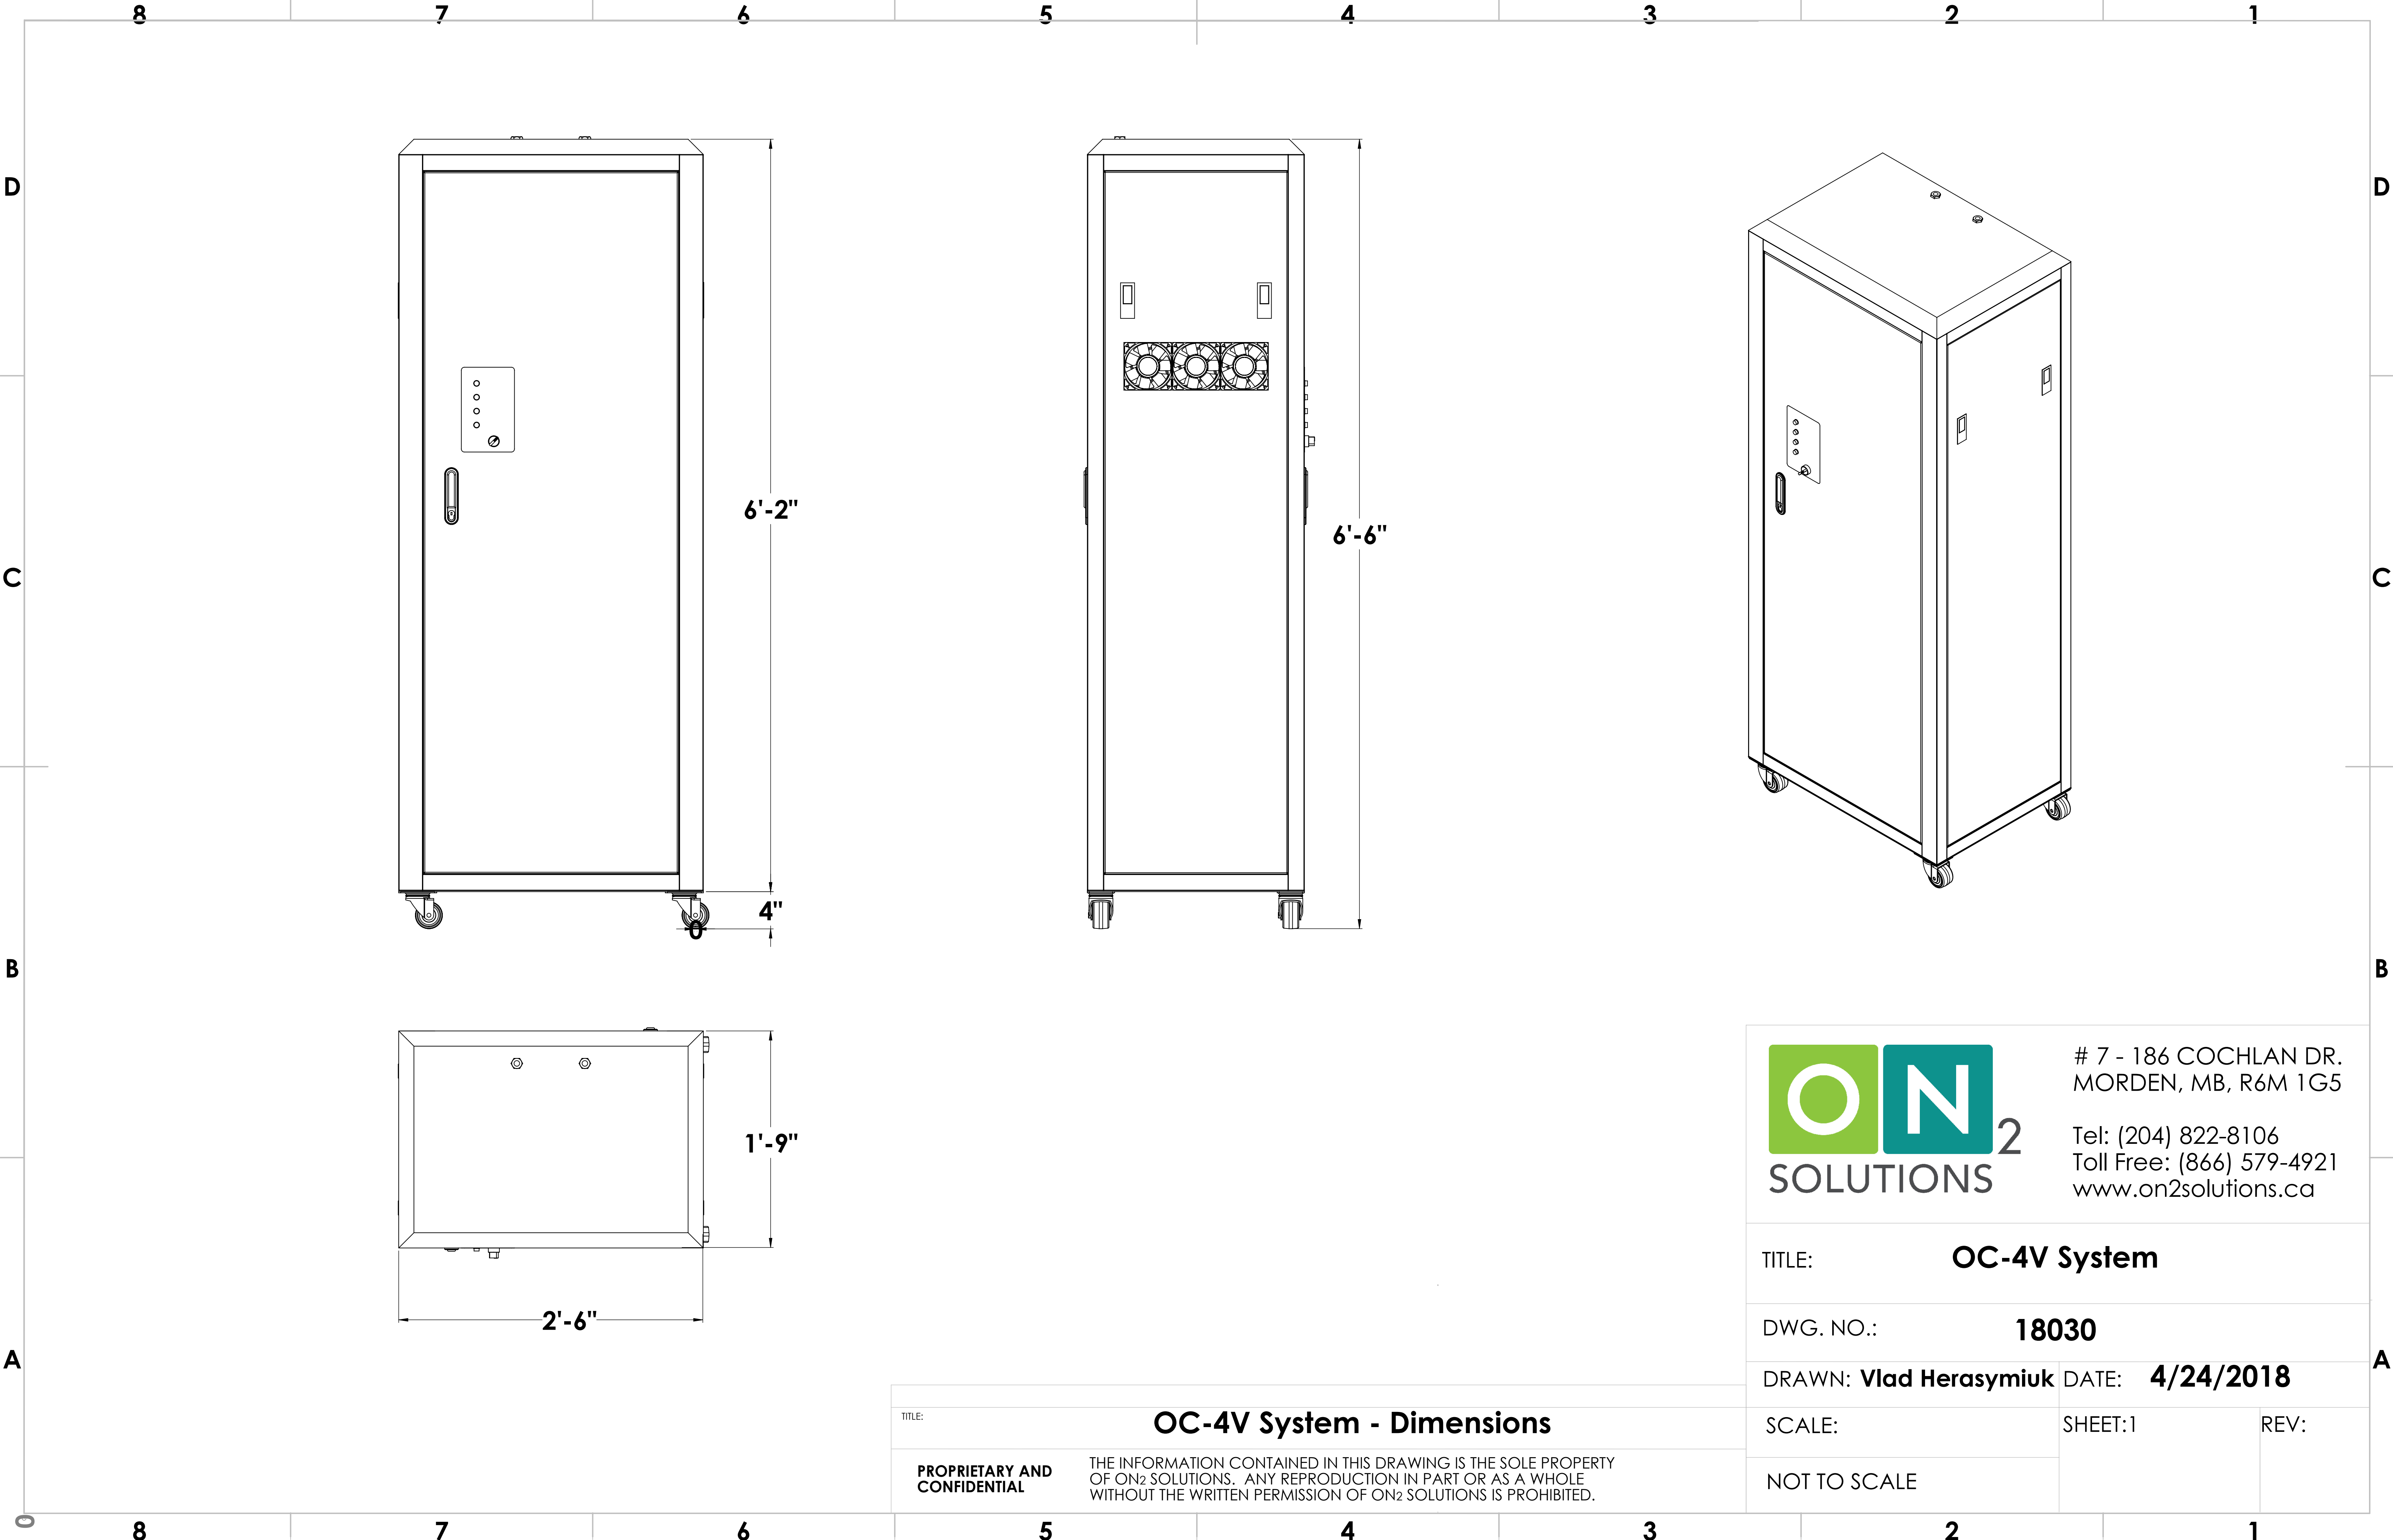 8 7 6 5 4 3 2 1
D D
6'-2"
6'-6"
C C
4"
0
B B
1'-9"
2'-6"
ON2
SOLUTIONS
# 7 - 186 COCHLAN DR.
MORDEN, MB, R6M 1G5
Tel: (204) 822-8106
Toll Free: (866) 579-4921
www.on2solutions.ca
TITLE: OC-4V System
DWG. NO.: 18030
A A
DRAWN: Vlad Herasymiuk DATE: 4/24/2018
SCALE: SHEET:1 REV:
NOT TO SCALE
TITLE: OC-4V System - Dimensions
PROPRIETARY AND
CONFIDENTIAL
THE INFORMATION CONTAINED IN THIS DRAWING IS THE SOLE PROPERTY
OF ON2 SOLUTIONS. ANY REPRODUCTION IN PART OR AS A WHOLE
WITHOUT THE WRITTEN PERMISSION OF ON2 SOLUTIONS IS PROHIBITED.
0
8 7 6 5 4 3 2 1